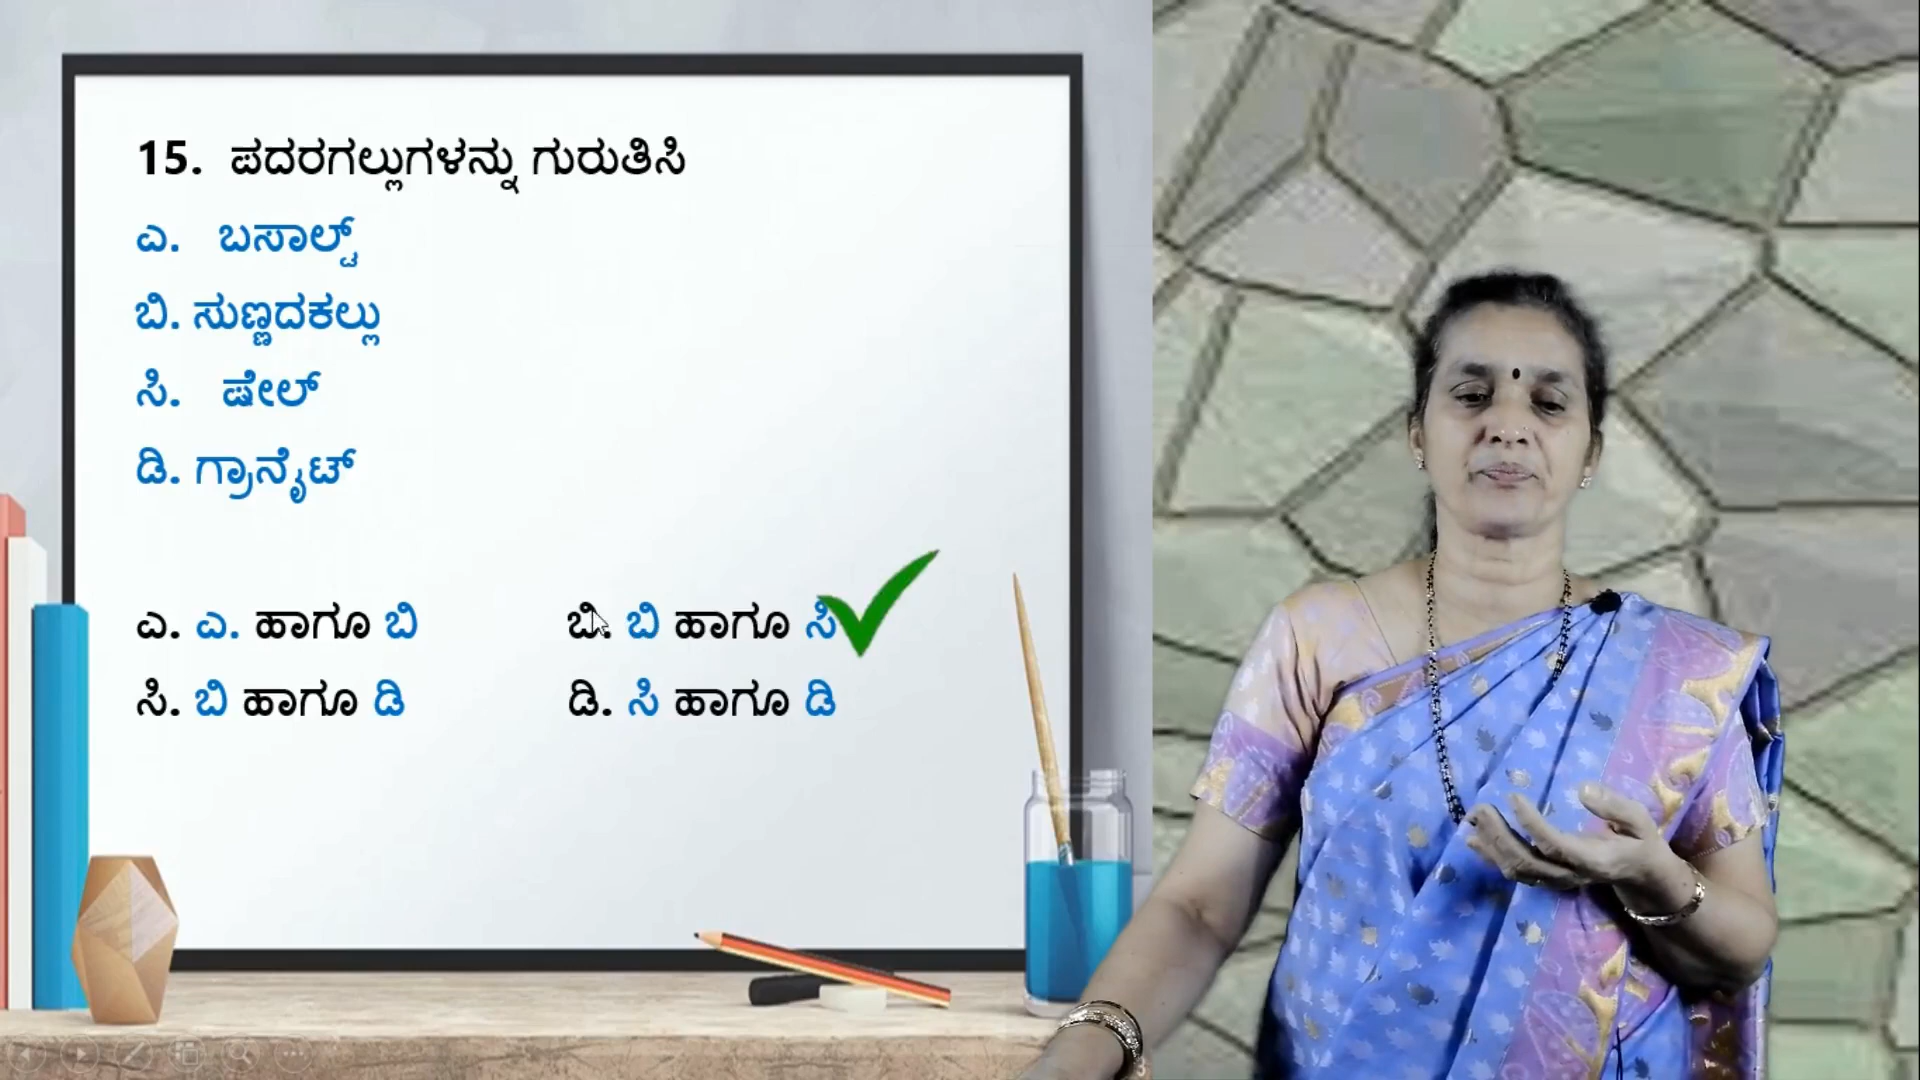 15. ಪದರಗಲ್ಲುಗಳನ್ನು ಗುರುತಿಸಿ
ಎ. ಬಸಾಲ್ಟ್
ಬಿ. ಸುಣ್ಣದಕಲ್ಲು
ಸಿ. ಷೇಲ್
ಡಿ. ಗ್ರಾನೈಟ್
ಎ. ಎ. ಹಾಗೂ ಬಿ ಬಿ. ಬಿ ಹಾಗೂ ಸಿ
ಸಿ. ಬಿ ಹಾಗೂ ಡಿ ಡಿ. ಸಿ ಹಾಗೂ ಡಿ